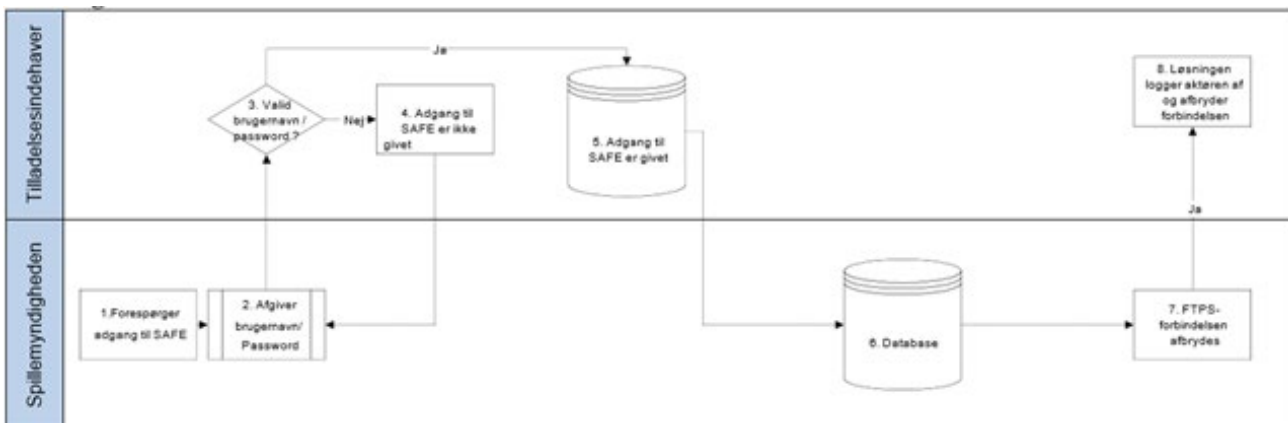 Tilladelsesindehaver
Ja
3. Valid
brugernavn /
password ?
Nej
4. Adgang til
SAFE er ikke
givet
5. Adgang til
SAFE er givet
8. Løsningen
logger aktøren af
og afbryder
forbindelsen
Ja
Spillemyndigheden
1.Forespørger
adgang til SAFE
2. Afgiver
brugernavn/
Password
6. Database
7. FTPS-
forbindelsen
afbrydes